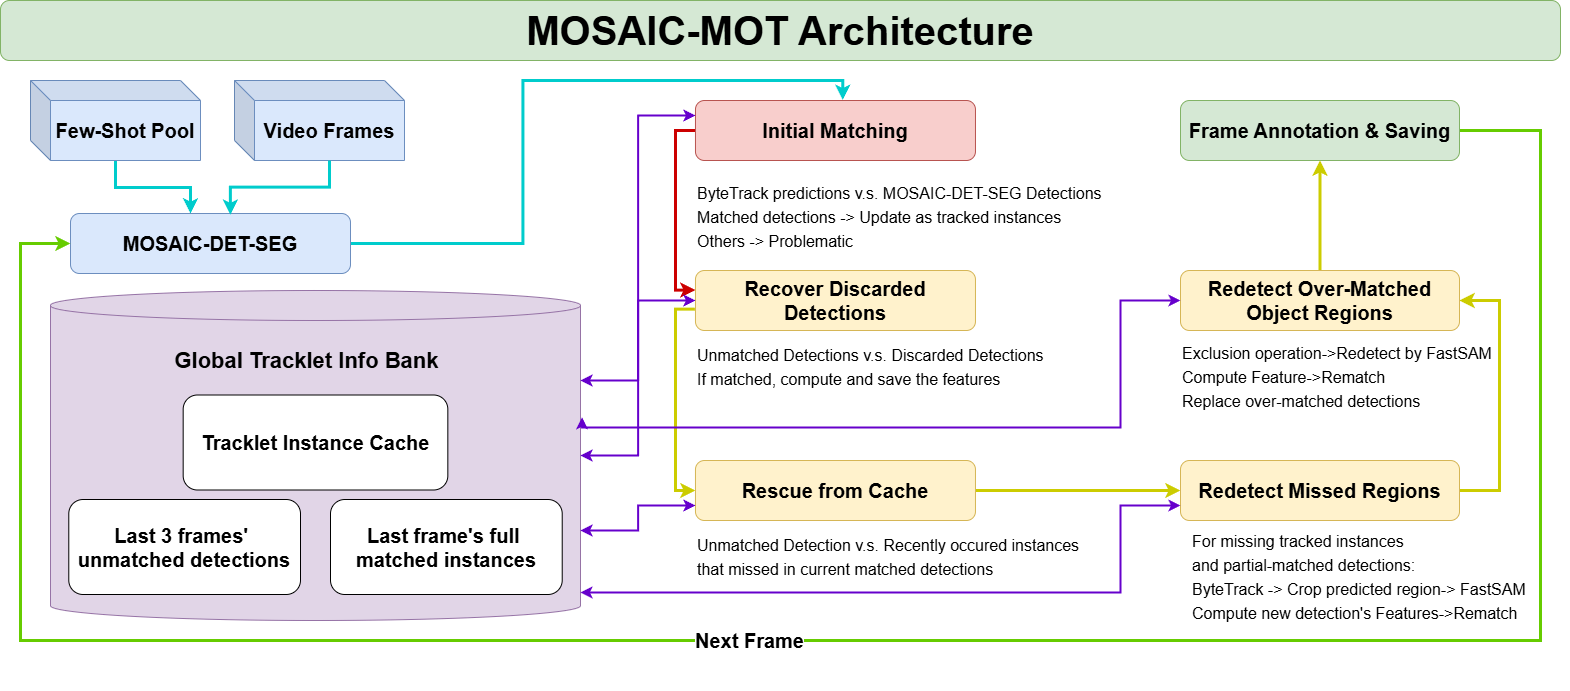 MOSAIC-MOT Architecture
Few-Shot Pool
Video Frames
MOSAIC-DET-SEG
Global Tracklet Info Bank
Tracklet Instance Cache
Last 3 frames'
unmatched detections
Last frame's full
matched instances
Initial Matching
ByteTrack predictions v.s. MOSAIC-DET-SEG Detections
Matched detections -> Update as tracked instances
Others -> Problematic
Recover Discarded
Detections
Unmatched Detections v.s. Discarded Detections
If matched, compute and save the features
Rescue from Cache
Unmatched Detection v.s. Recently occured instances
that missed in current matched detections
Frame Annotation & Saving
Redetect Over-Matched
Object Regions
Exclusion operation->Redetect by FastSAM
Compute Feature->Rematch
Replace over-matched detections
Redetect Missed Regions
For missing tracked instances
and partial-matched detections:
ByteTrack -> Crop predicted region-> FastSAM
Compute new detection's Features->Rematch
Next Frame